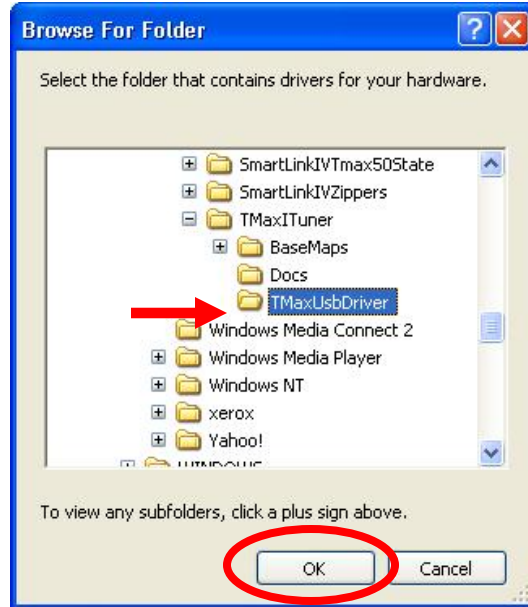 Browse For Folder
Select the folder that contains drivers for your hardware.
SmartLinkIVTmax50State
SmartLinkIVZippers
TMaxITuner
BaseMaps
Docs
TMaxUsbDriver
Windows Media Connect 2
Windows Media Player
Windows NT
xerox
Yahoo!
WINDOWS
To view any subfolders, click a plus sign above.
OK Cancel